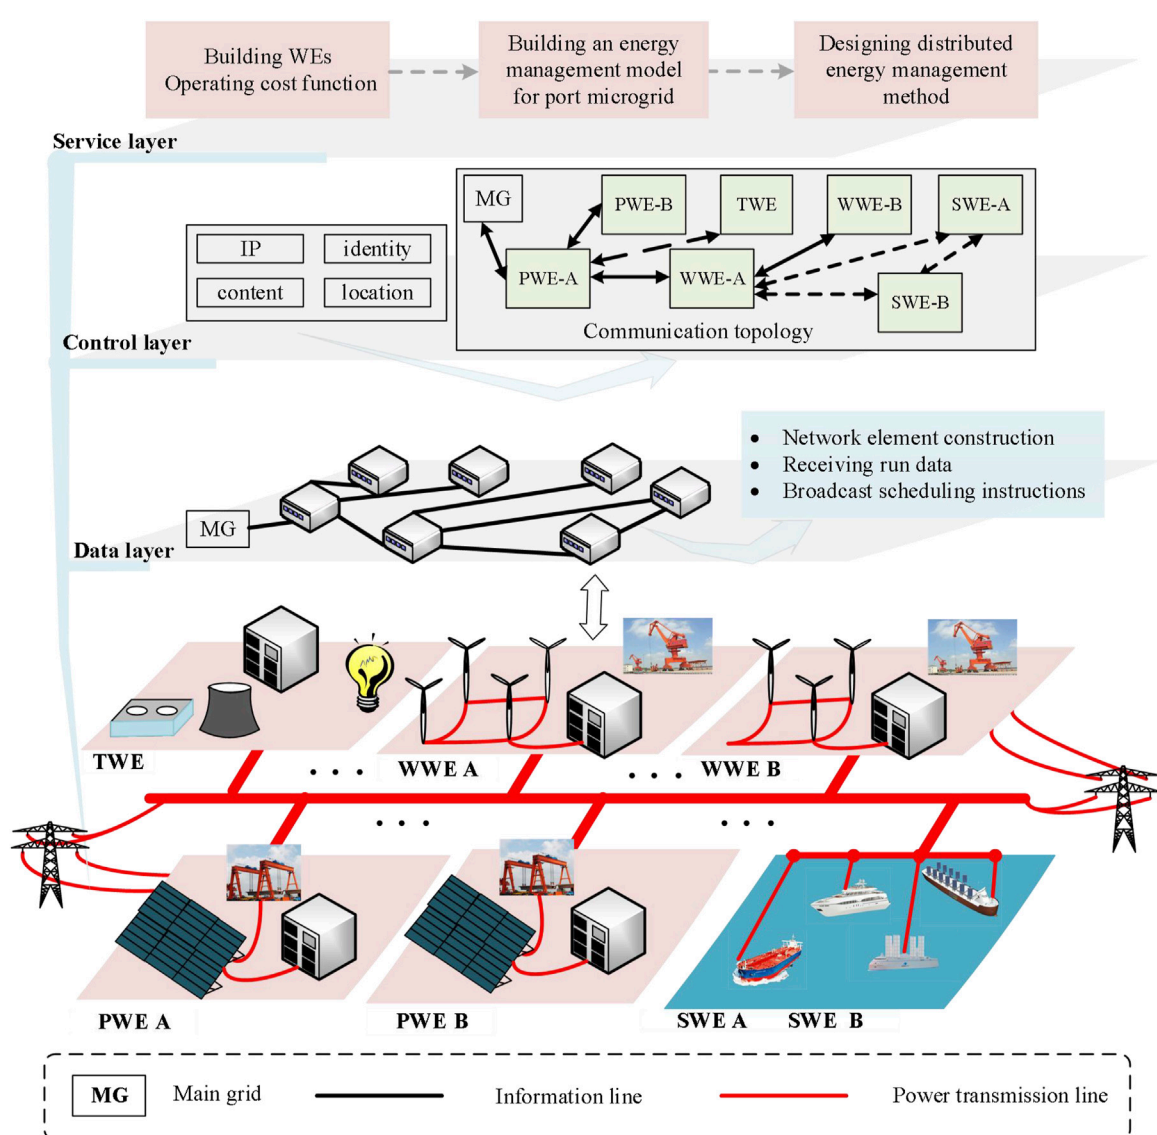 Building WEs
Operating cost function
Building an energy
management model
for port microgrid
Designing distributed
energy management
method
Service layer
MG
PWE-B
TWE
WWE-B
SWE-A
IP
identity
content
location
PWE-A
WWE-A
SWE-B
Communication topology
Control layer
• Network element construction
• Receiving run data
• Broadcast scheduling instructions
MG
Data layer
TWE
WWE A
WWE B
PWE A
PWE B
SWE A
SWE B
MG
Main grid
Information line
Power transmission line